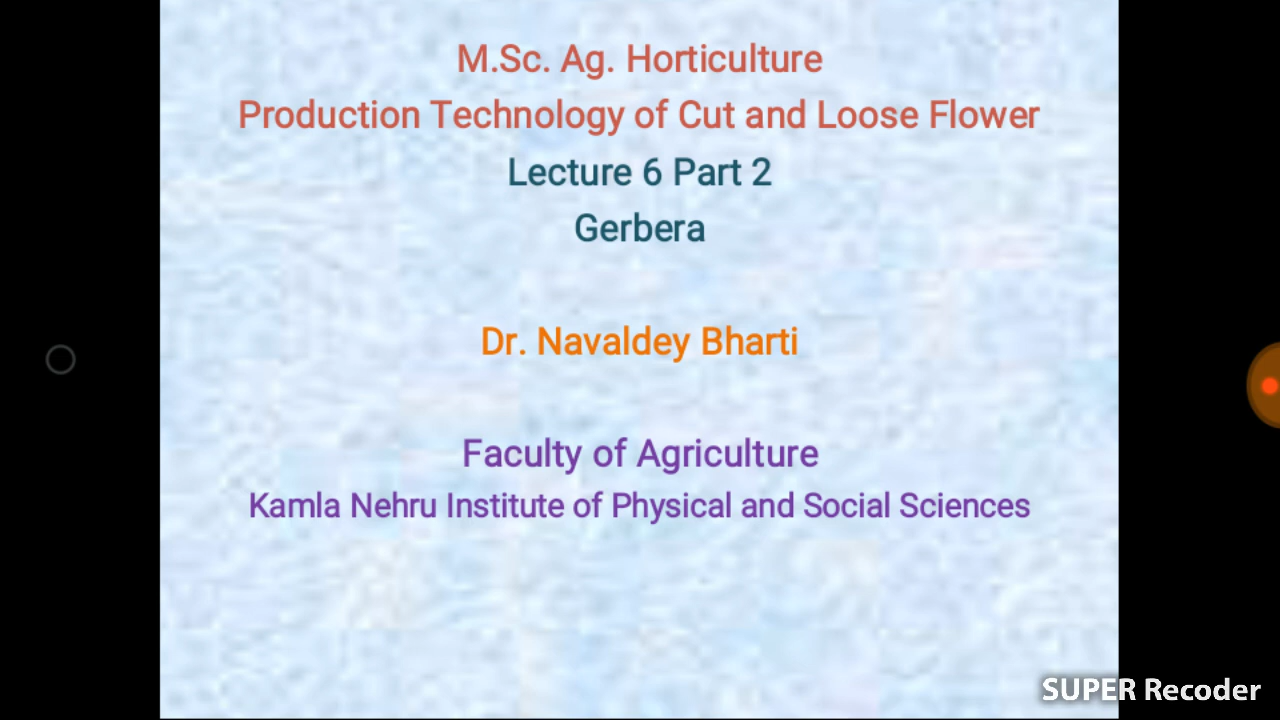 M.Sc. Ag. Horticulture
Production Technology of Cut and Loose Flower
Lecture 6 Part 2
Gerbera
Dr. Navaldey Bharti
Faculty of Agriculture
Kamla Nehru Institute of Physical and Social Sciences
SUPER Recoder